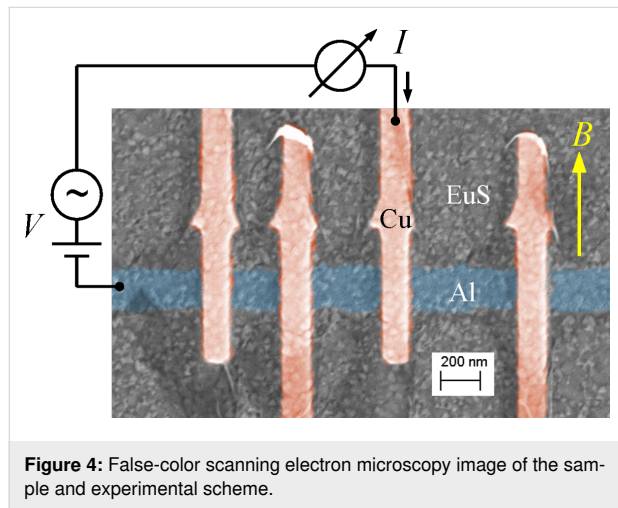 I
B
EuS
Cu
V
~
Al
200 nm
Figure 4: False-color scanning electron microscopy image of the sam-
ple and experimental scheme.